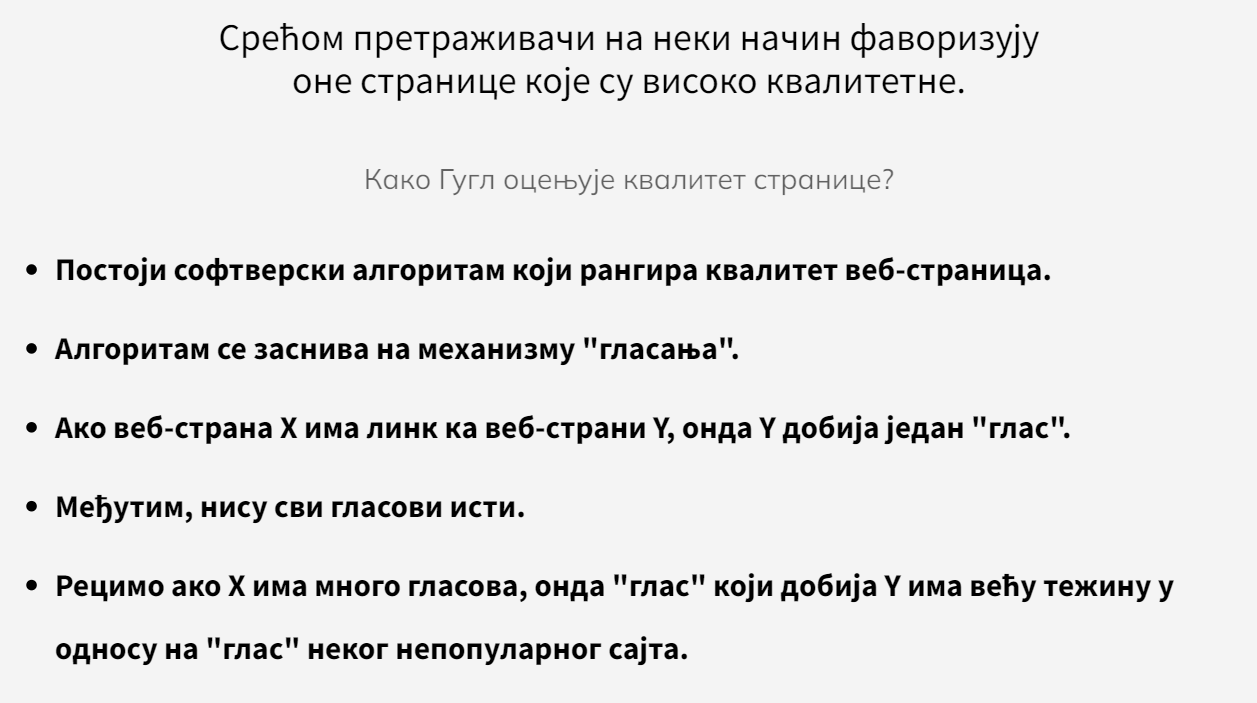 Срећом претраживачи на неки начин фаворизују
оне странице које су високо квалитетне.
Како Гугл оцењује квалитет странице?
• Постоји софтверски алгоритам који рангира квалитет веб-страница.
• Алгоритам се заснива на механизму "гласања".
• Ако веб-страна X има линк ка веб-страни Y, онда Y добија један "глас".
• Међутим, нису сви гласови исти.
• Рецимо ако X има много гласова, онда "глас" који добија Y има већу тежину у
односу на "глас" неког непопуларног сајта.